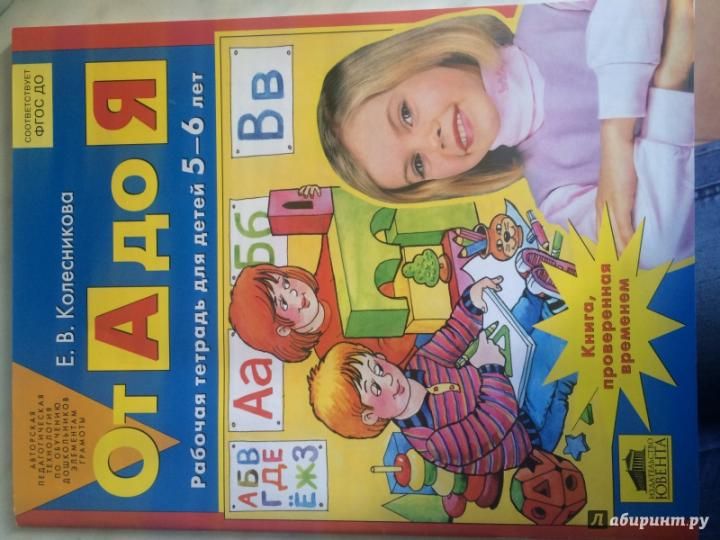 АВТОРСКАЯ
ПЕДАГОГИЧЕСКАЯ
ТЕХНОЛОГИЯ
ПО ОБУЧЕНИЮ
ДОШКОЛЬНИКОВ
ЭЛЕМЕНТАМ
ГРАМОТЫ
Е. В. Колесникова
СООТВЕТСТВУЕТ
ФГОС ДО
От А до Я
Рабочая тетрадь для детей 5–6 лет
АБВ
ГДЕ
ЁЖЗ
Аа
Бб
Вв
Книга,
проверенная
временем
ИЗДАТЕЛЬСТВО
ЮВЕНТА
Лабиринт.ру